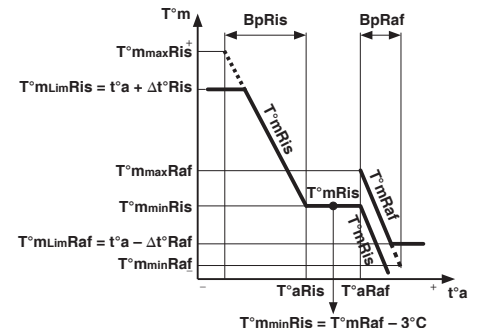 T°m BpRis BpRaf
+
T°mmaxRis
T°mLimRis = t°a + Δt°Ris
T°mRis
T°mmaxRaf
T°mRis
T°mRaf
T°mminRis
T°mRis
T°mLimRaf = t°a – Δt°Raf
T°mminRaf
–
– T°aRis T°aRaf + t°a
T°mminRis = T°mRaf – 3°C